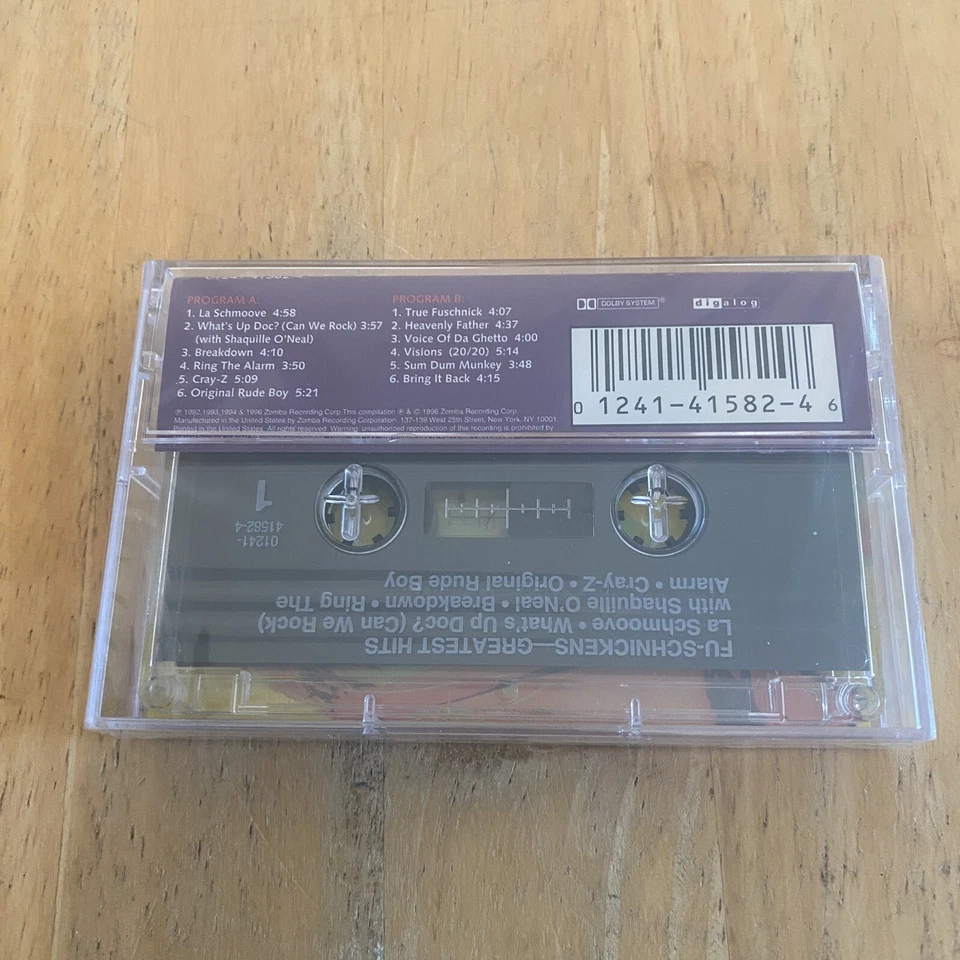 PROGRAM A:
1. La Schmoove 4:58
2. What's Up Doc? (Can We Rock) 3:57
(with Shaquille O'Neal)
3. Breakdown 4:10
4. Ring The Alarm 3:50
5. Cray-Z 5:09
6. Original Rude Boy 5:21
PROGRAM B:
1. True Fuschnick 4:07
2. Heavenly Father 4:37
3. Voice Of Da Ghetto 4:00
4. Visions (20/20) 5:14
5. Sum Dum Munkey 3:48
6. Bring It Back 4:15
DOLBY SYSTEM®
digalog
0 1241-41582-4 6
℗ 1992,1993,1994 & 1996 Zomba Recording Corp. This compilation ℗ & © 1996 Zomba Recording Corp.
Manufactured in the United States by Zomba Recording Corporation, 137-139 West 25th Street, New York, NY 10001
Printed in the United States. All rights reserved. Warning: unauthorized reproduction of this recording is prohibited by
FU-SCHNICKENS—GREATEST HITS
La Schmoove • What's Up Doc? (Can We Rock)
with Shaquille O'Neal • Breakdown • Ring The
Alarm • Cray-Z • Original Rude Boy
01241-
41582-4
1